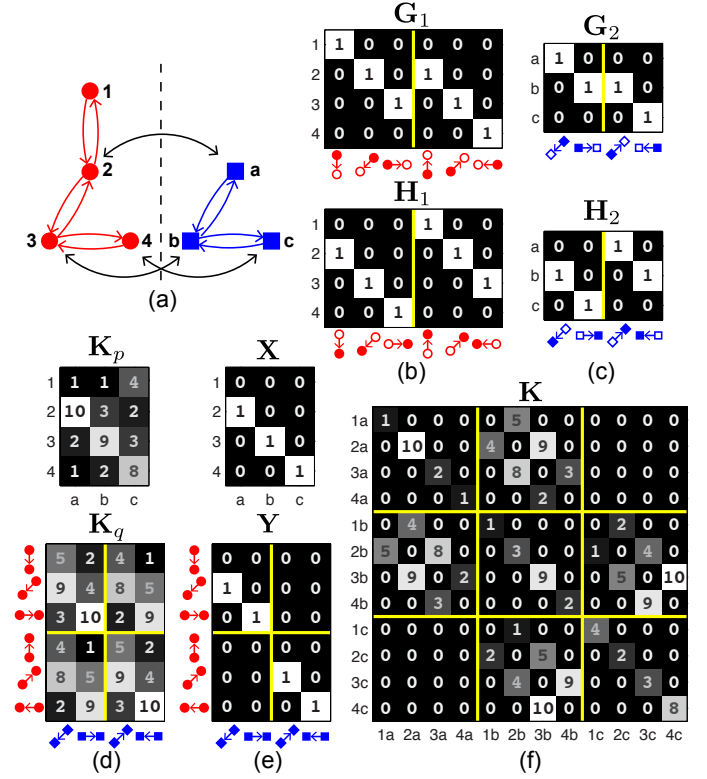 G1
G2
1 1 0 0 0 0 0
2 0 1 0 1 0 0
3 0 0 1 0 1 0
4 0 0 0 0 0 1
a 1 0 0 0
b 0 1 1 0
c 0 0 0 1
1
2
a
3
4
b
c
(a)
H1
H2
1 0 0 0 1 0 0
2 1 0 0 0 1 0
3 0 1 0 0 0 1
4 0 0 1 0 0 0
a 0 0 1 0
b 1 0 0 1
c 0 1 0 0
(b)
(c)
Kp
1 1 1 4
2 10 3 2
3 2 9 3
4 1 2 8
a b c
X
1 0 0 0
2 1 0 0
3 0 1 0
4 0 0 1
a b c
Kq
5 2 4 1
9 4 8 5
3 10 2 9
4 1 5 2
8 5 9 4
2 9 3 10
(d)
Y
0 0 0 0
1 0 0 0
0 1 0 0
0 0 0 0
0 0 1 0
0 0 0 1
(e)
K
1a 1 0 0 0 0 5 0 0 0 0 0 0
2a 0 10 0 0 4 0 9 0 0 0 0 0
3a 0 0 2 0 0 8 0 3 0 0 0 0
4a 0 0 0 1 0 0 2 0 0 0 0 0
1b 0 4 0 0 1 0 0 0 0 2 0 0
2b 5 0 8 0 0 3 0 0 1 0 4 0
3b 0 9 0 2 0 0 9 0 0 5 0 10
4b 0 0 3 0 0 0 0 2 0 0 9 0
1c 0 0 0 0 0 1 0 0 4 0 0 0
2c 0 0 0 0 2 0 5 0 0 2 0 0
3c 0 0 0 0 0 4 0 9 0 0 3 0
4c 0 0 0 0 0 0 10 0 0 0 0 8
1a 2a 3a 4a 1b 2b 3b 4b 1c 2c 3c 4c
(f)